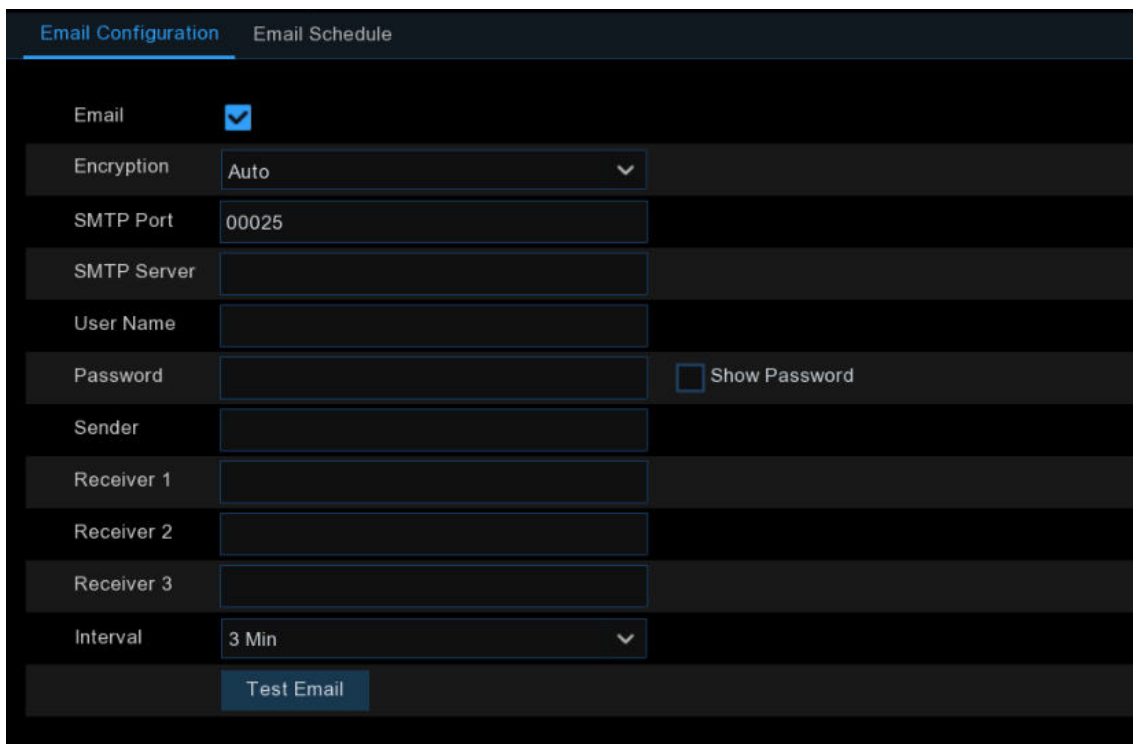 Email Configuration Email Schedule
Email
Encryption Auto
SMTP Port 00025
SMTP Server
User Name
Password Show Password
Sender
Receiver 1
Receiver 2
Receiver 3
Interval 3 Min
Test Email